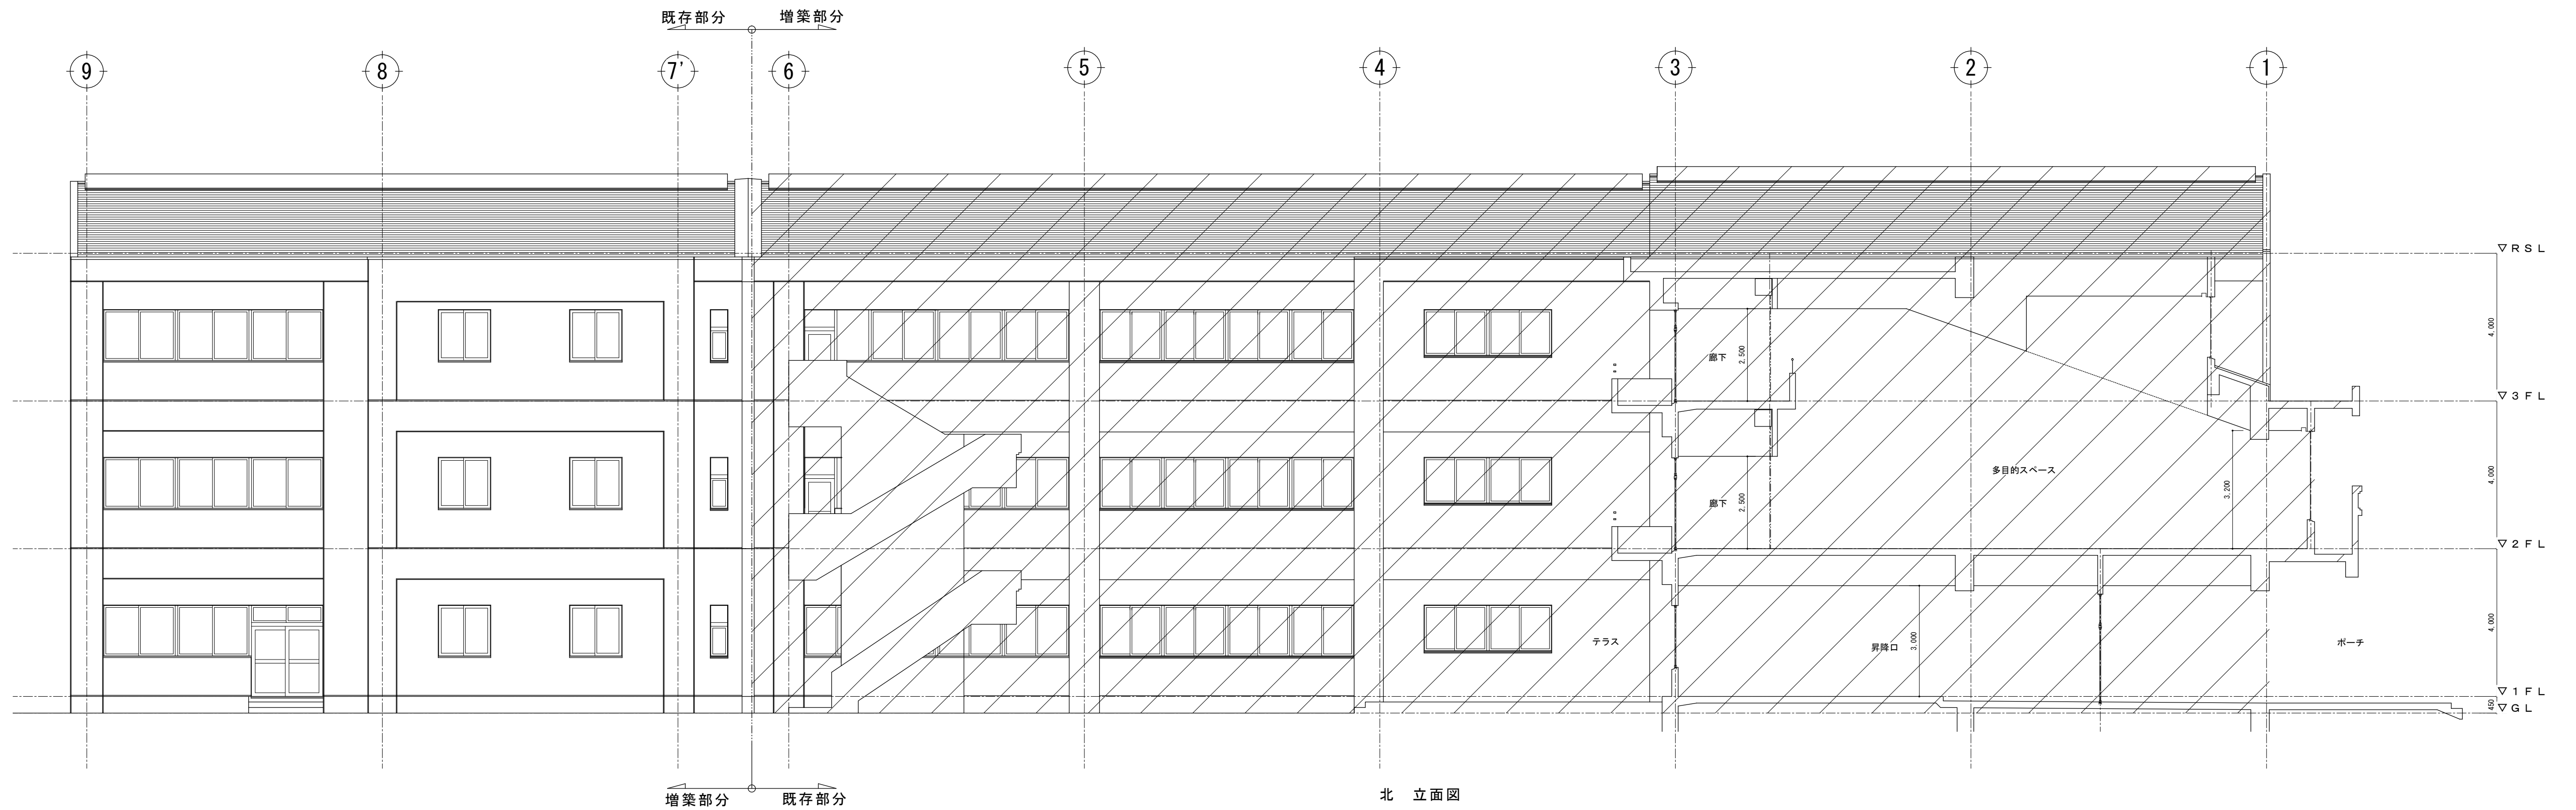 既存部分 増築部分
9 8 7' 6 5 4 3 2 1
▽RSL
4,000
廊下 2,500
▽3FL
4,000
多目的スペース
3,200
廊下 2,500
▽2FL
4,000
テラス
昇降口 3,000
ポーチ
▽1FL
450
▽GL
増築部分 既存部分
北 立面図